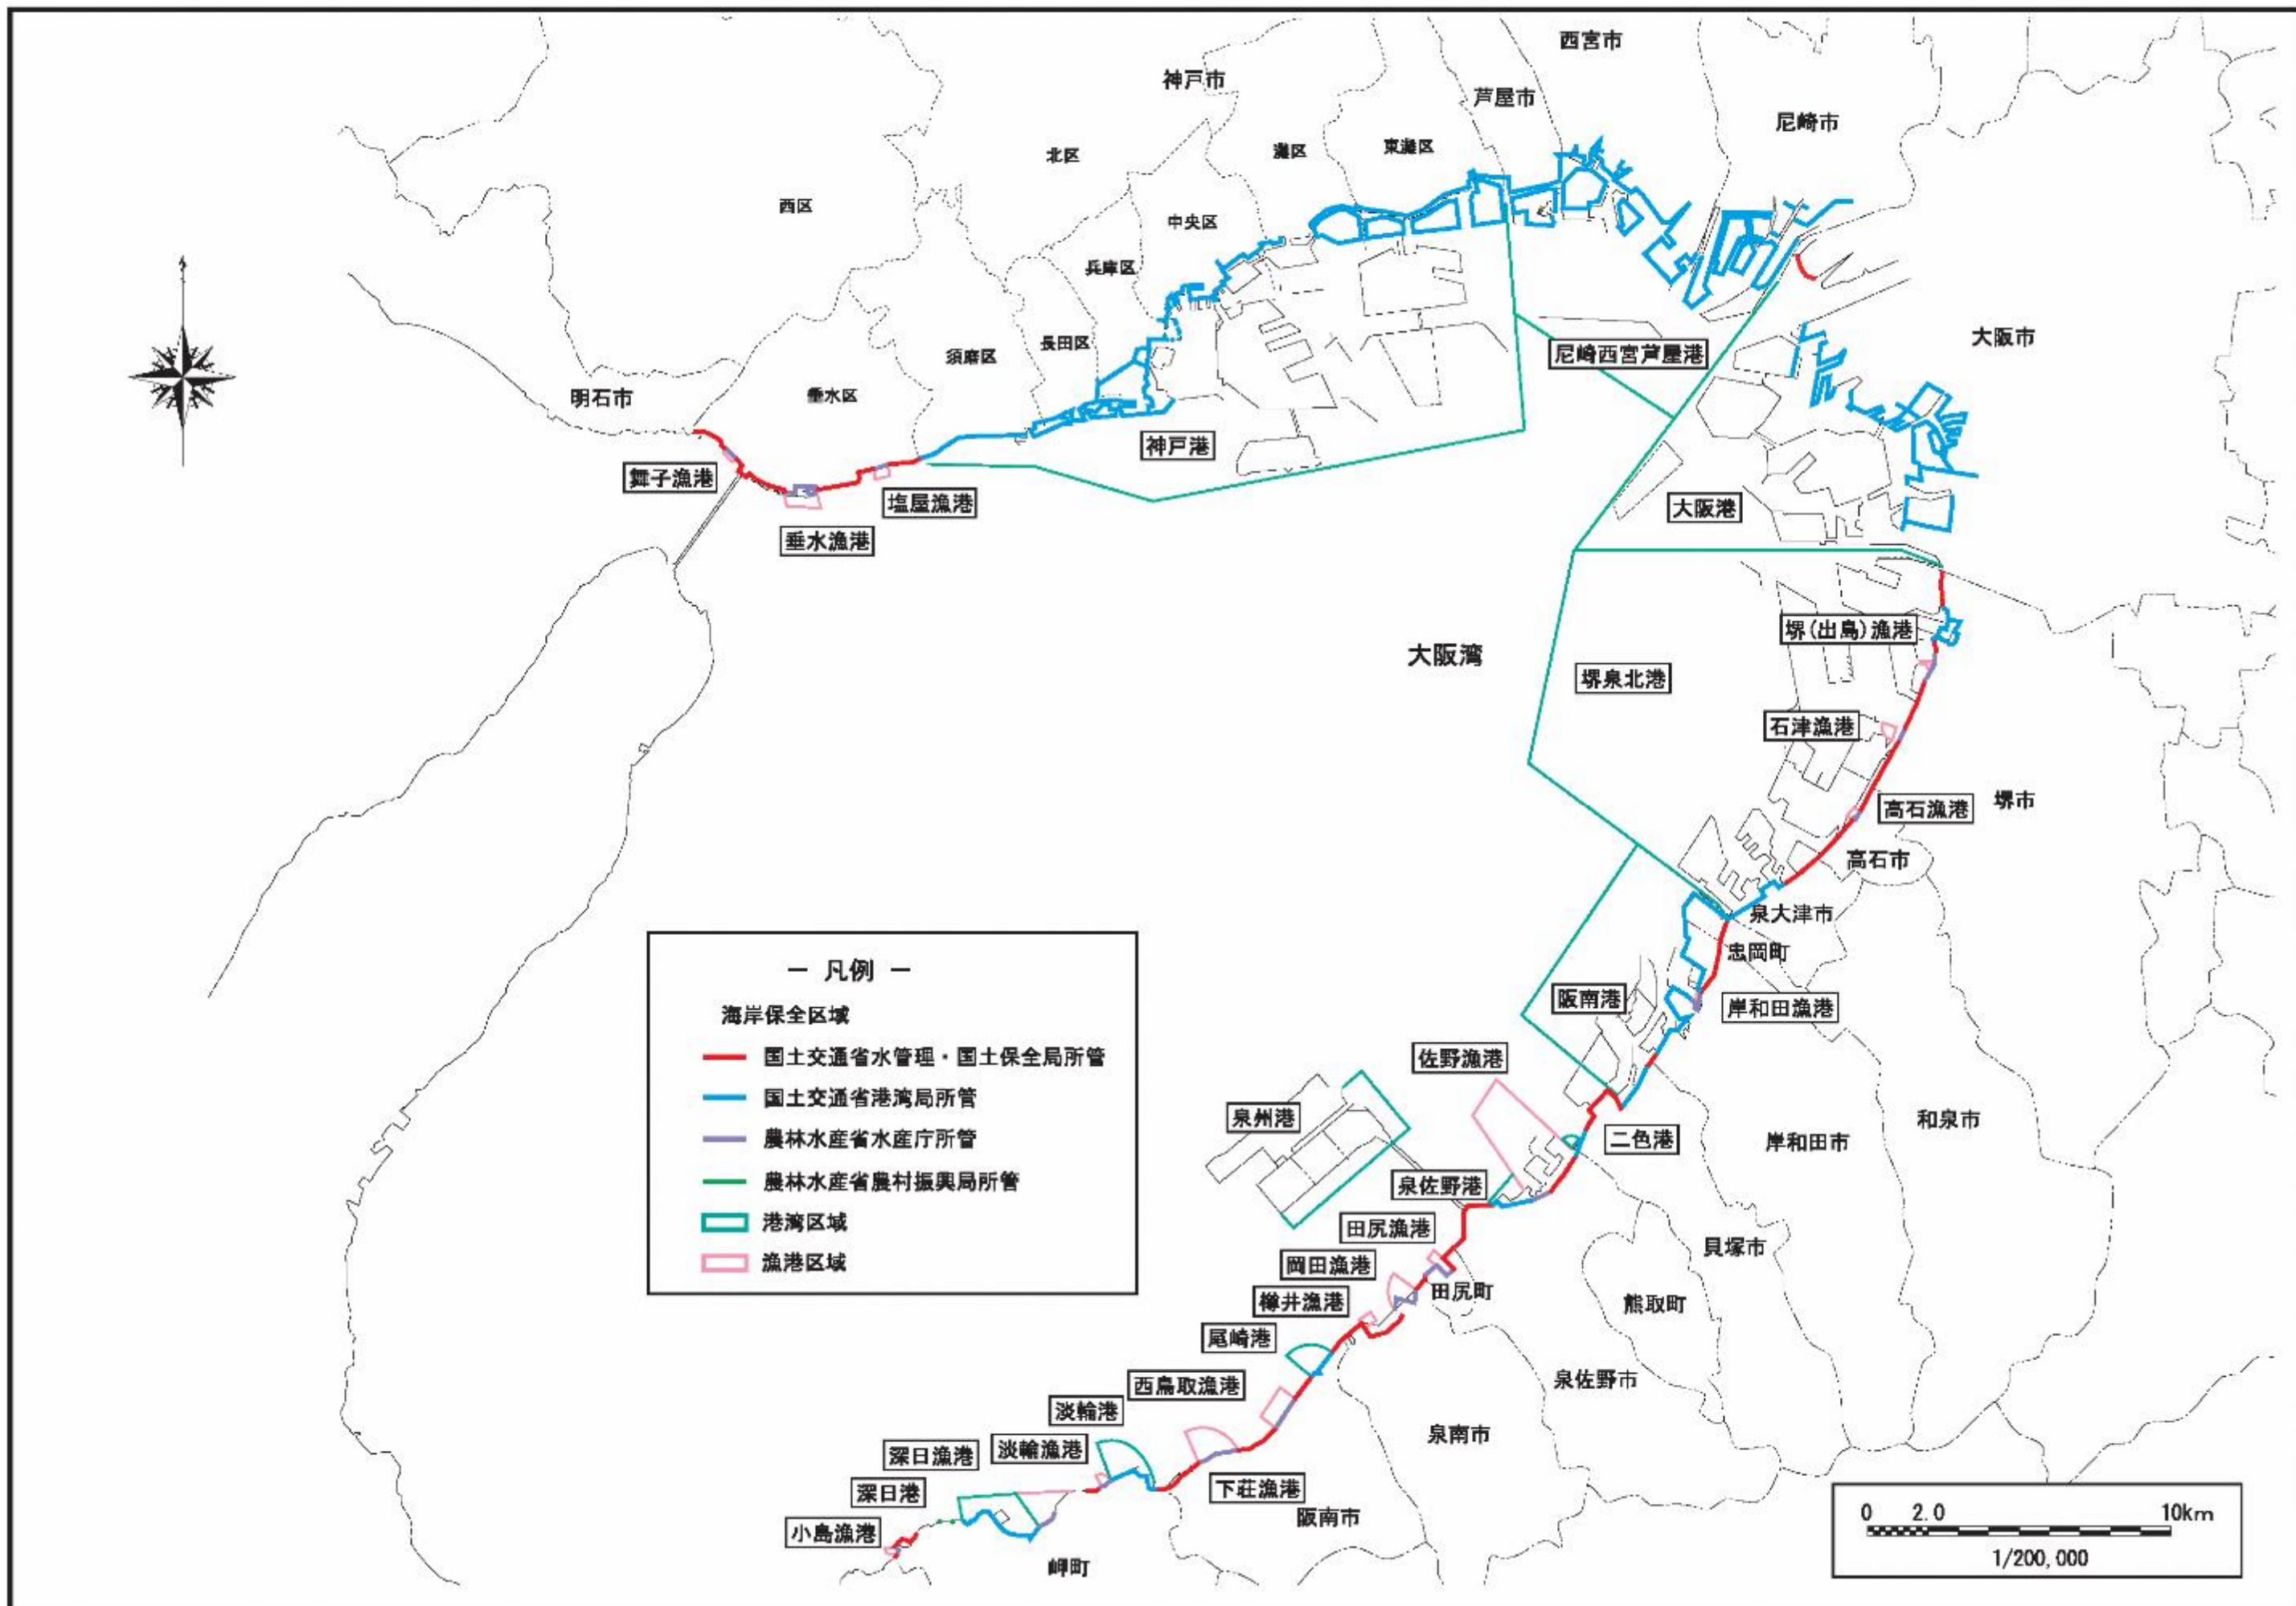 西宮市
神戸市
芦屋市
尼崎市
北区
灘区
東灘区
西区
中央区
兵庫区
長田区
須磨区
垂水区
明石市
大阪市
尼崎西宮芦屋港
神戸港
舞子漁港
塩屋漁港
垂水漁港
大阪港
大阪湾
堺(出島)漁港
堺泉北港
石津漁港
高石漁港
堺市
高石市
泉大津市
忠岡町
阪南港
岸和田漁港
佐野漁港
泉州港
二色港
岸和田市
和泉市
泉佐野港
田尻漁港
貝塚市
岡田漁港
田尻町
樽井漁港
熊取町
尾崎港
西鳥取漁港
泉佐野市
淡輪港
泉南市
淡輪漁港
深日漁港
深日港
下荘漁港
阪南市
小島漁港
岬町
― 凡例 ―
海岸保全区域
国土交通省水管理・国土保全局所管
国土交通省港湾局所管
農林水産省水産庁所管
農林水産省農村振興局所管
港湾区域
漁港区域
0 2.0 10km
1/200,000